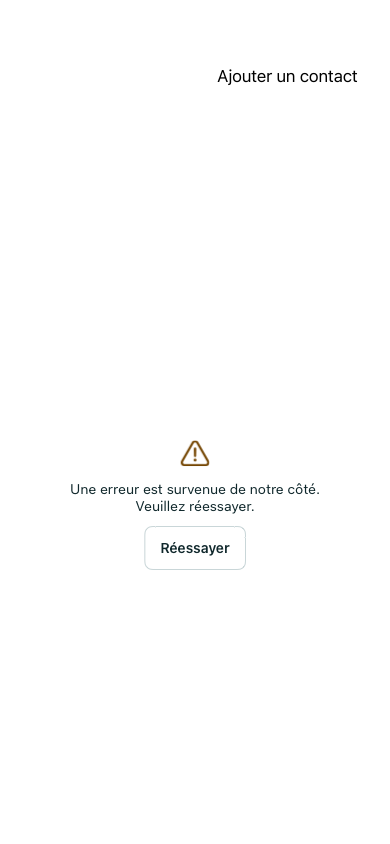 Ajouter un contact
Une erreur est survenue de notre côté.
Veuillez réessayer.
Réessayer